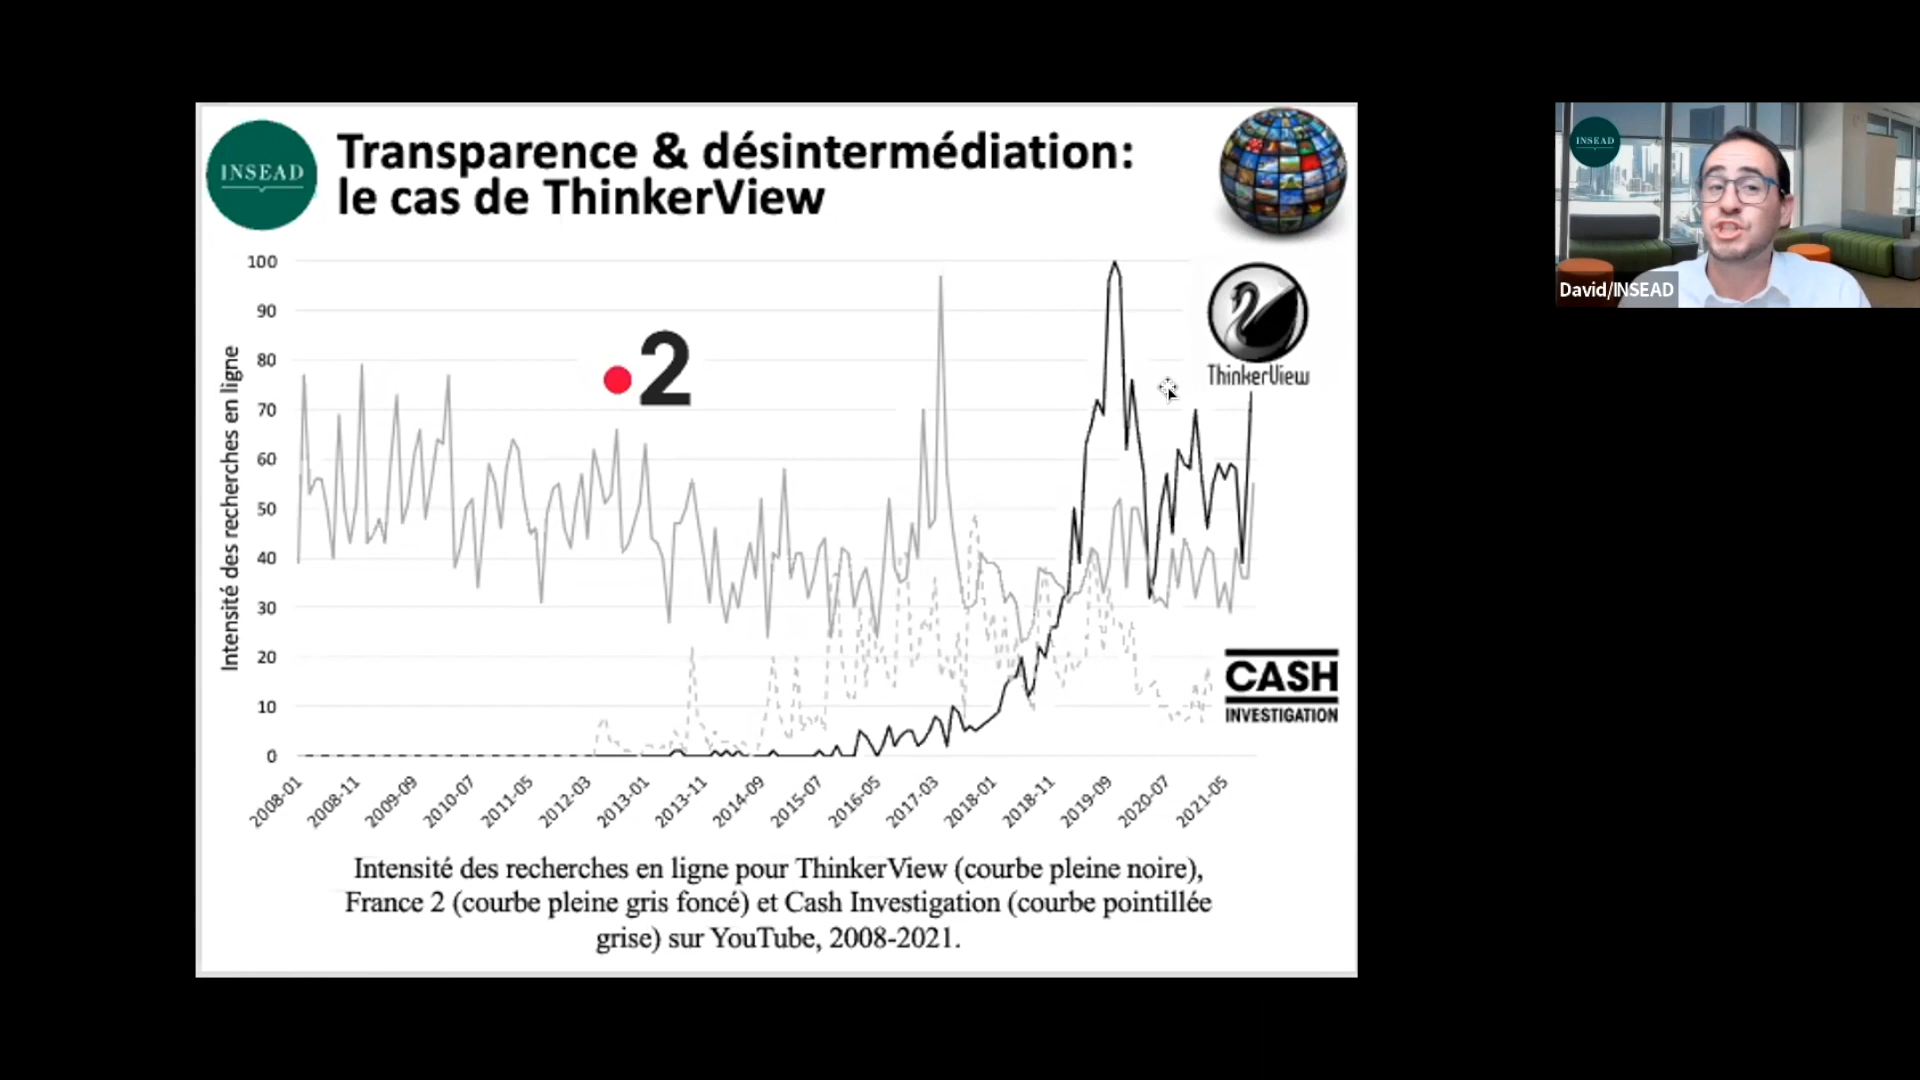 INSEAD
Transparence & désintermédiation:
le cas de ThinkerView
INSEAD
David/INSEAD
Intensité des recherches en ligne
100
90
80
70
60
50
40
30
20
10
0
2
ThinkerView
CASH
INVESTIGATION
2008-01
2008-11
2009-09
2010-07
2011-05
2012-03
2013-01
2013-11
2014-09
2015-07
2016-05
2017-03
2018-01
2018-11
2019-09
2020-07
2021-05
Intensité des recherches en ligne pour ThinkerView (courbe pleine noire),
France 2 (courbe pleine gris foncé) et Cash Investigation (courbe pointillée
grise) sur YouTube, 2008-2021.